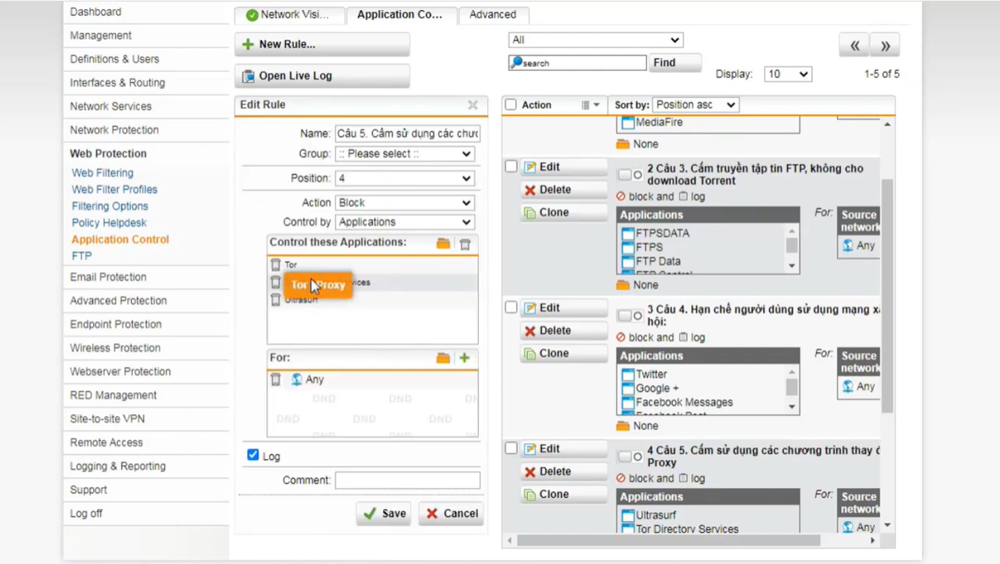 Dashboard
Management
Definitions & Users
Interfaces & Routing
Network Services
Network Protection
Web Protection
Web Filtering
Web Filter Profiles
Filtering Options
Policy Helpdesk
Application Control
FTP
Email Protection
Advanced Protection
Endpoint Protection
Wireless Protection
Webserver Protection
RED Management
Site-to-site VPN
Remote Access
Logging & Reporting
Support
Log off
Network Visi...
Application Co...
Advanced
New Rule...
Open Live Log
All
search
Find
Display: 10
1-5 of 5
Edit Rule
Name: Câu 5. Cấm sử dụng các chươ
Group: :: Please select ::
Position: 4
Action Block
Control by Applications
Control these Applications:
Tor
Tor Proxy
vices
Ultrasurf
For:
Any
DND DND
DND DND DND
Log
Comment:
Save
Cancel
Action
Sort by: Position asc
MediaFire
None
Edit
Delete
Clone
2 Câu 3. Cấm truyền tập tin FTP, không cho
download Torrent
block and log
Applications
FTPSDATA
FTPS
FTP Data
FTP Control
For: Source
network
Any
None
Edit
Delete
Clone
3 Câu 4. Hạn chế người dùng sử dụng mạng xã
hội:
block and log
Applications
Twitter
Google +
Facebook Messages
Facebook Post
For: Source
network
Any
None
Edit
Delete
Clone
4 Câu 5. Cấm sử dụng các chương trình thay đ
Proxy
block and log
Applications
Ultrasurf
Tor Directory Services
For: Source
network
Any